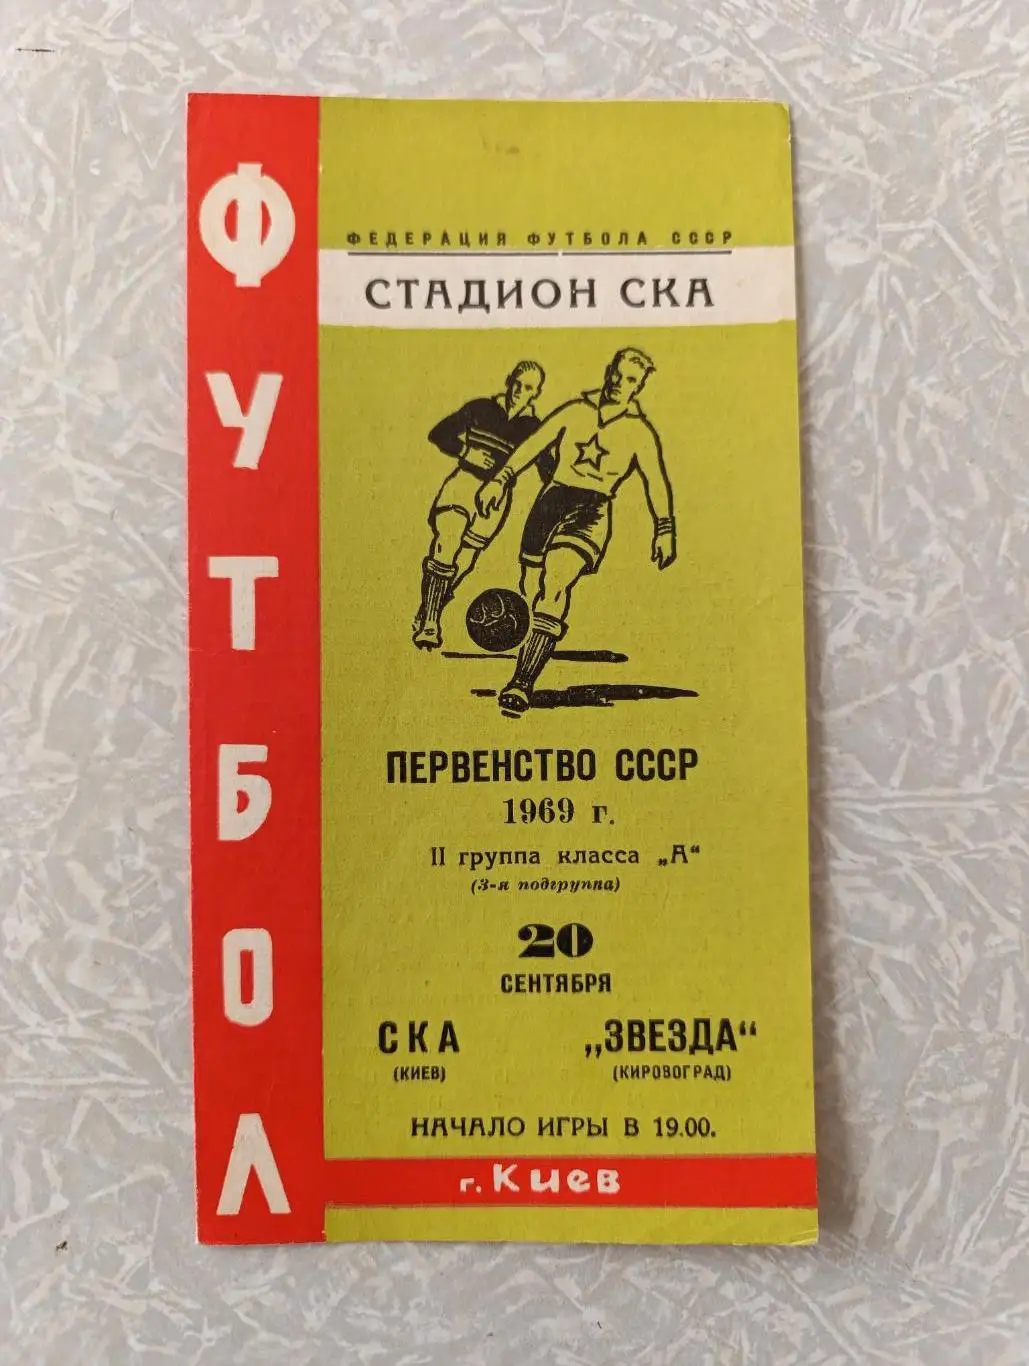 ФУТБОЛ
ФЕДЕРАЦИЯ ФУТБОЛА СССР
СТАДИОН СКА
ПЕРВЕНСТВО СССР
1969 г.
II группа класса „А“
(3-я подгруппа)
20
СЕНТЯБРЯ
СКА „ЗВЕЗДА“
(КИЕВ) (КИРОВОГРАД)
НАЧАЛО ИГРЫ В 19.00.
г. Киев